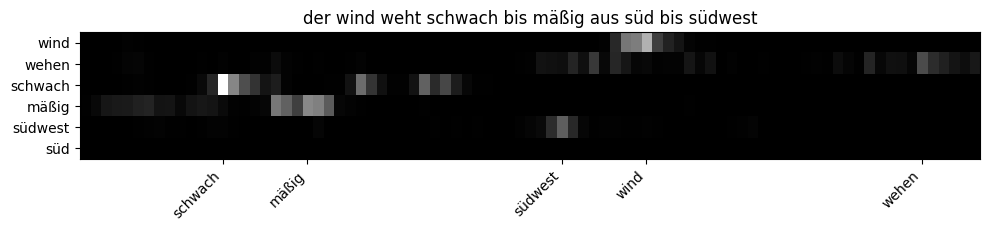 der wind weht schwach bis mäßig aus süd bis südwest
wind
wehen
schwach
mäßig
südwest
süd
schwach
mäßig
südwest
wind
wehen